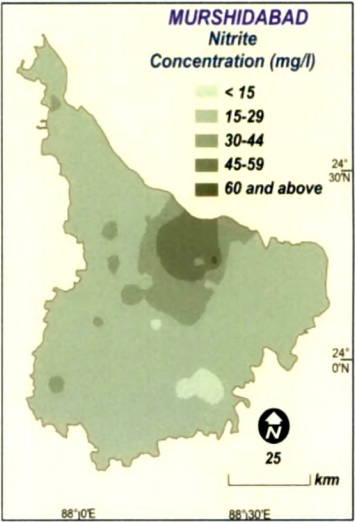 MURSHIDABAD
Nitrite
Concentration (mg/l)
< 15
15-29
30-44
45-59
60 and above
24°
30'N
24°
0'N
N
25
km
88°0'E
88°30'E